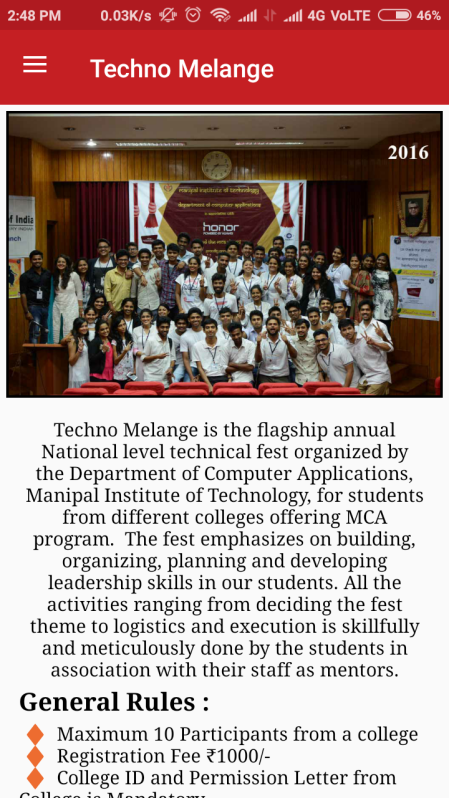 2:48 PM 0.03K/s 4G VoLTE 46%
Techno Melange
2016
manipal institute of technology
department of computer applications
in association with
honor
of India
Techno Melange is the flagship annual
National level technical fest organized by
the Department of Computer Applications,
Manipal Institute of Technology, for students
from different colleges offering MCA
program. The fest emphasizes on building,
organizing, planning and developing
leadership skills in our students. All the
activities ranging from deciding the fest
theme to logistics and execution is skillfully
and meticulously done by the students in
association with their staff as mentors.
General Rules :
Maximum 10 Participants from a college
Registration Fee ₹1000/-
College ID and Permission Letter from
College is Mandatory